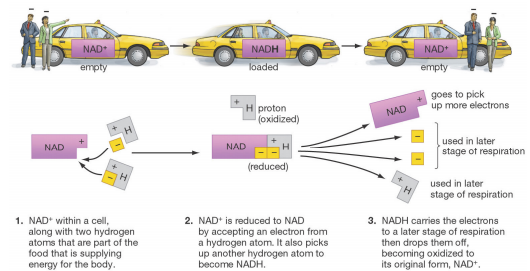 − −
NAD+
empty
NADH
loaded
− −
NAD+
empty
NAD +
+ H
−
+ H
−
+ H
proton
(oxidized)
NAD + H
− −
(reduced)
NAD +
goes to pick
up more electrons
−
−
used in later
stage of respiration
+ H
used in later
stage of respiration
1. NAD+ within a cell,
along with two hydrogen
atoms that are part of the
food that is supplying
energy for the body.
2. NAD+ is reduced to NAD
by accepting an electron from
a hydrogen atom. It also picks
up another hydrogen atom to
become NADH.
3. NADH carries the electrons
to a later stage of respiration
then drops them off,
becoming oxidized to
its original form, NAD+.